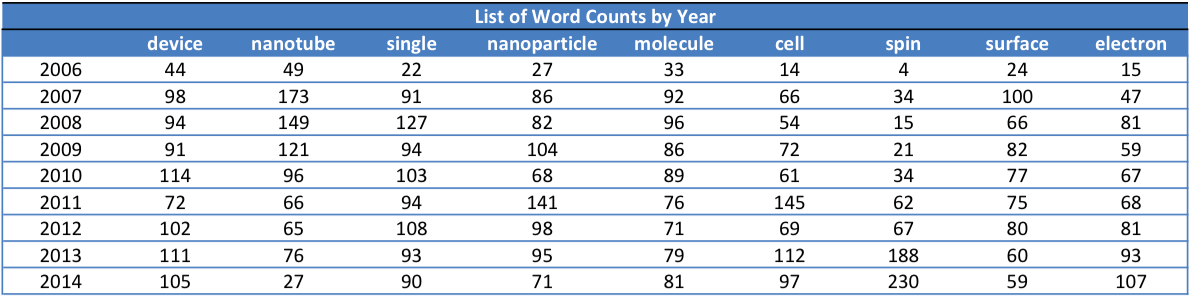 List of Word Counts by Year
device nanotube single nanoparticle molecule cell spin surface electron
2006 44 49 22 27 33 14 4 24 15
2007 98 173 91 86 92 66 34 100 47
2008 94 149 127 82 96 54 15 66 81
2009 91 121 94 104 86 72 21 82 59
2010 114 96 103 68 89 61 34 77 67
2011 72 66 94 141 76 145 62 75 68
2012 102 65 108 98 71 69 67 80 81
2013 111 76 93 95 79 112 188 60 93
2014 105 27 90 71 81 97 230 59 107